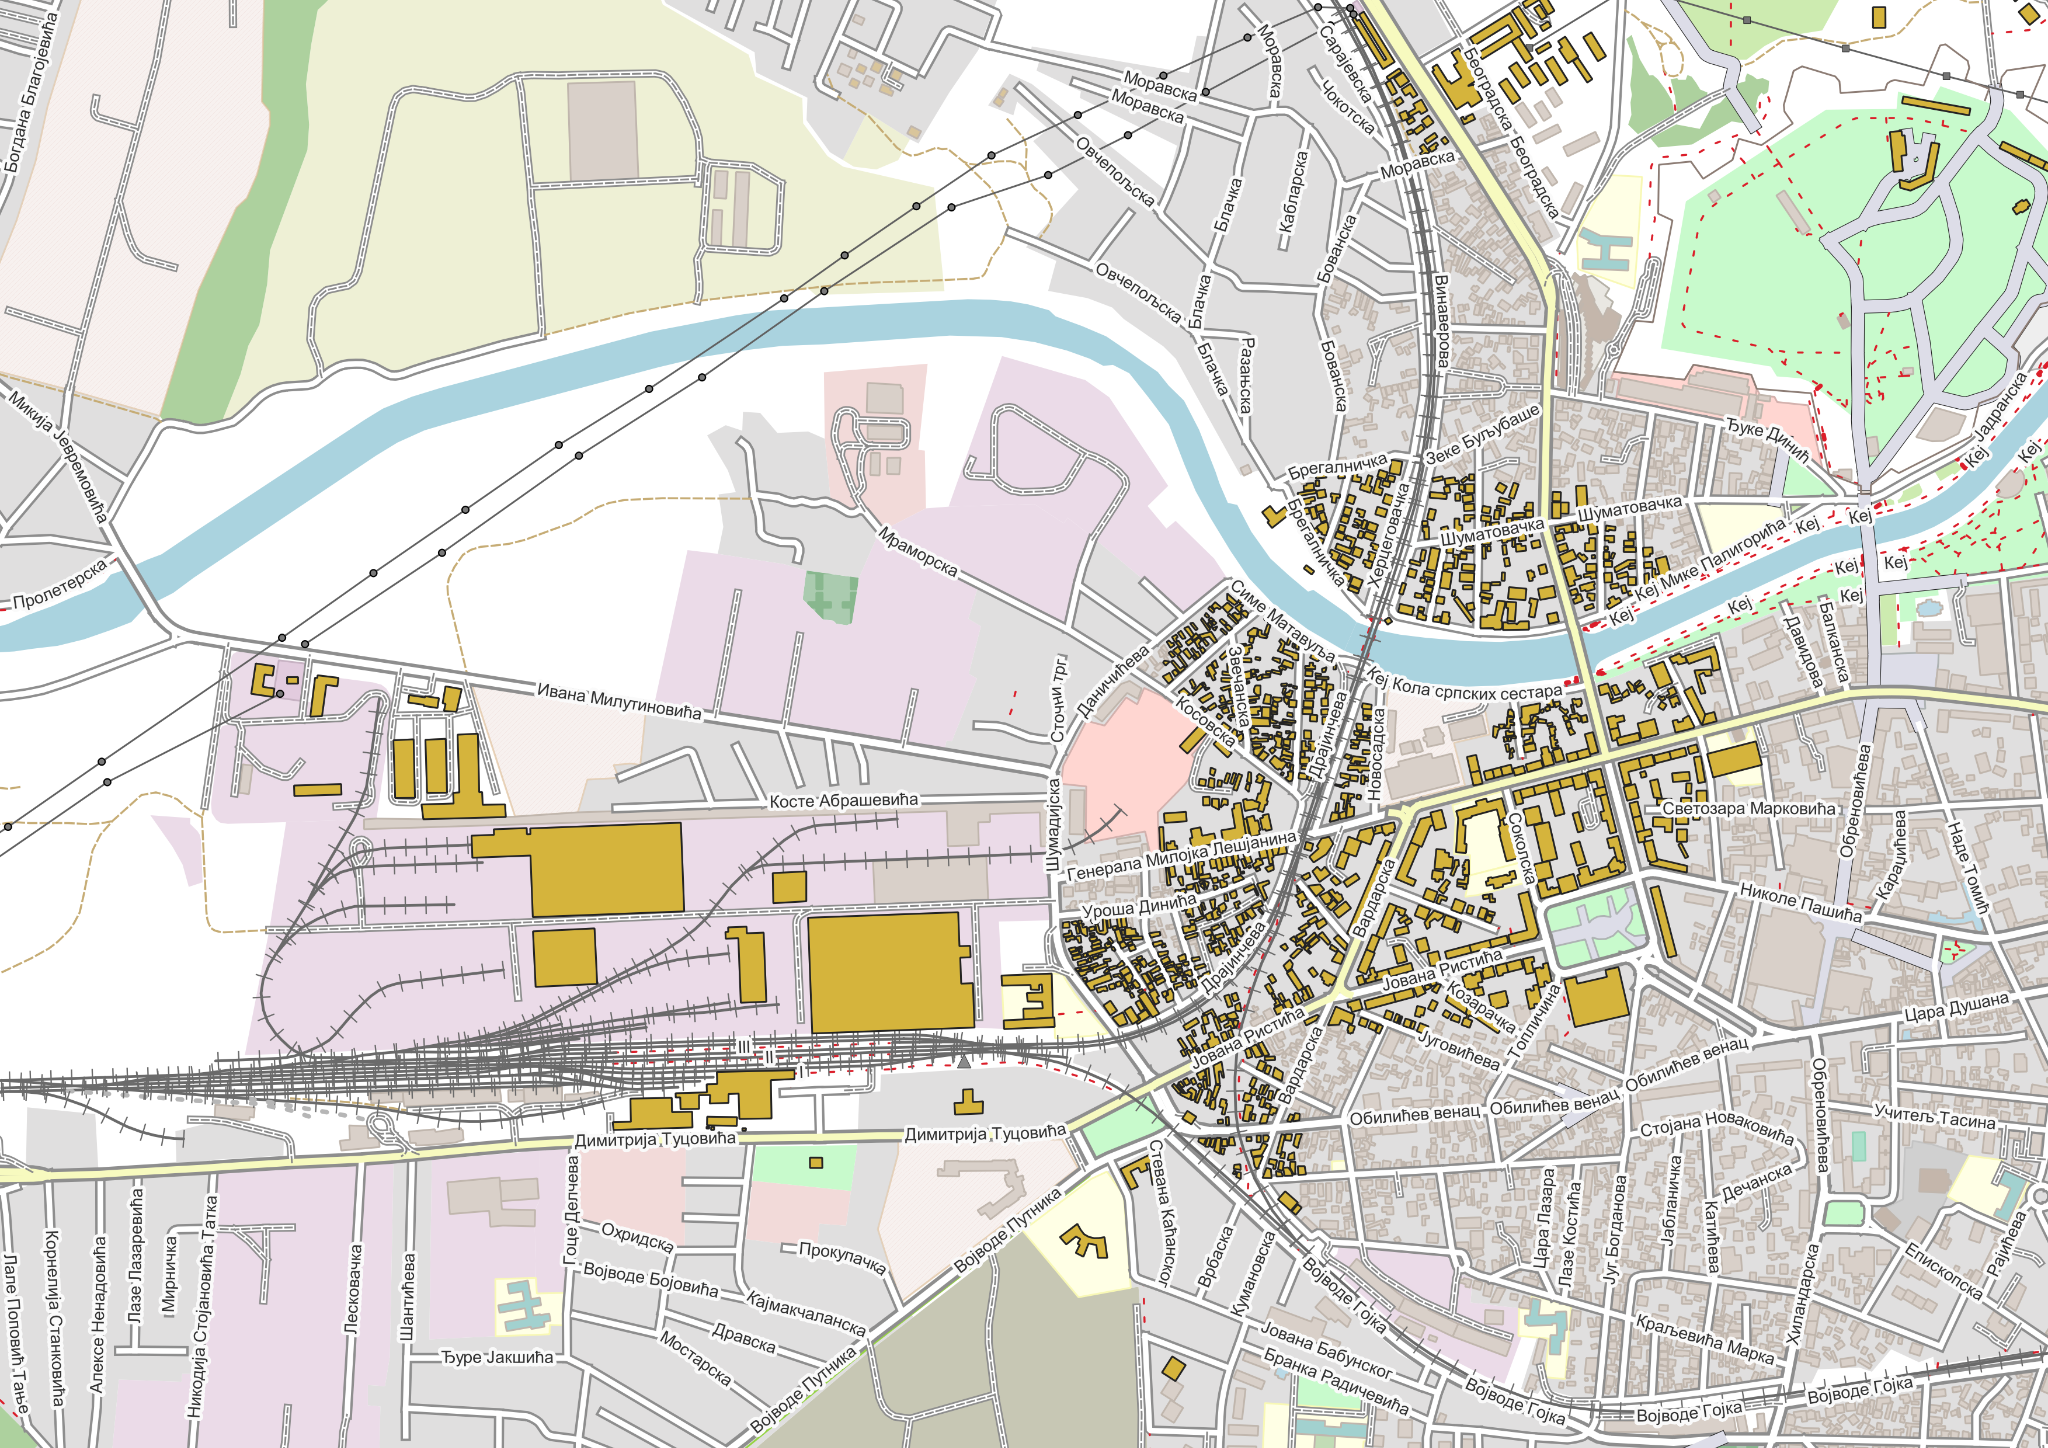 Богдана Благојевића
Моравска
Сарајевска
Београдска
Моравска
Моравска
Чокотска
Овчепољска
Моравска
Београдска
Кабларска
Блачка
Бованска
Овчепољска
Блачка
Винаверова
Блачка
Разањска
Бованска
Микија Јевремовића
Зеке Буљубаше
Ђуке Динић
Кеј Јадранска
Кеј
Брегалничка
Брегалничка
Херцеговачка
Шуматовачка
Шуматовачка
Кеј
Кеј
Мраморска
Кеј Мике Палигорића
Кеј
Кеј
Кеј
Кеј
Кеј
Пролетерска
Симе Матавуља
Балканска
Давидова
Даничићева
Звечанска
Сточни трг
Кеј Кола српских сестара
Ивана Милутиновића
Косовска
Драјинчева
Новосадска
Обреновићева
Косте Абрашевића
Шумадијска
Светозара Марковића
Генерала Милојка Лешјанина
Соколска
Карађићева
Наде Томић
Николе Пашића
Уроша Динића
Вардарска
Драјинчева
Јована Ристића
Козарачка
Топличина
Цара Душана
Јована Ристића
Југовићева
III
II
I
Вардарска
Обилићев венац
Обилићев венац
Обилићев венац
Обреновићева
Учитељ Тасина
Стојана Новаковића
Димитрија Туцовића
Димитрија Туцовића
Дечанска
Стевана Каћанског
Војводе Путника
Гоце Делчева
Лале Поповић Тање
Корнелија Станковића
Алексе Ненадовића
Лазе Лазаревића
Мирничка
Никодија Стојановића Татка
Лесковачка
Шантићева
Охридска
Прокупачка
Војводе Бојовића
Кајмакчаланска
Дравска
Мостарска
Ђуре Јакшића
Војводе Путника
Врбаска
Кумановска
Војводе Гојка
Цара Лазара
Лазе Костића
Југ Богданова
Јабланичка
Катићева
Хиландарска
Епископска
Рајићева
Краљевића Марка
Јована Бабунског
Бранка Радичевића
Војводе Гојка
Војводе Гојка
Војводе Гојка